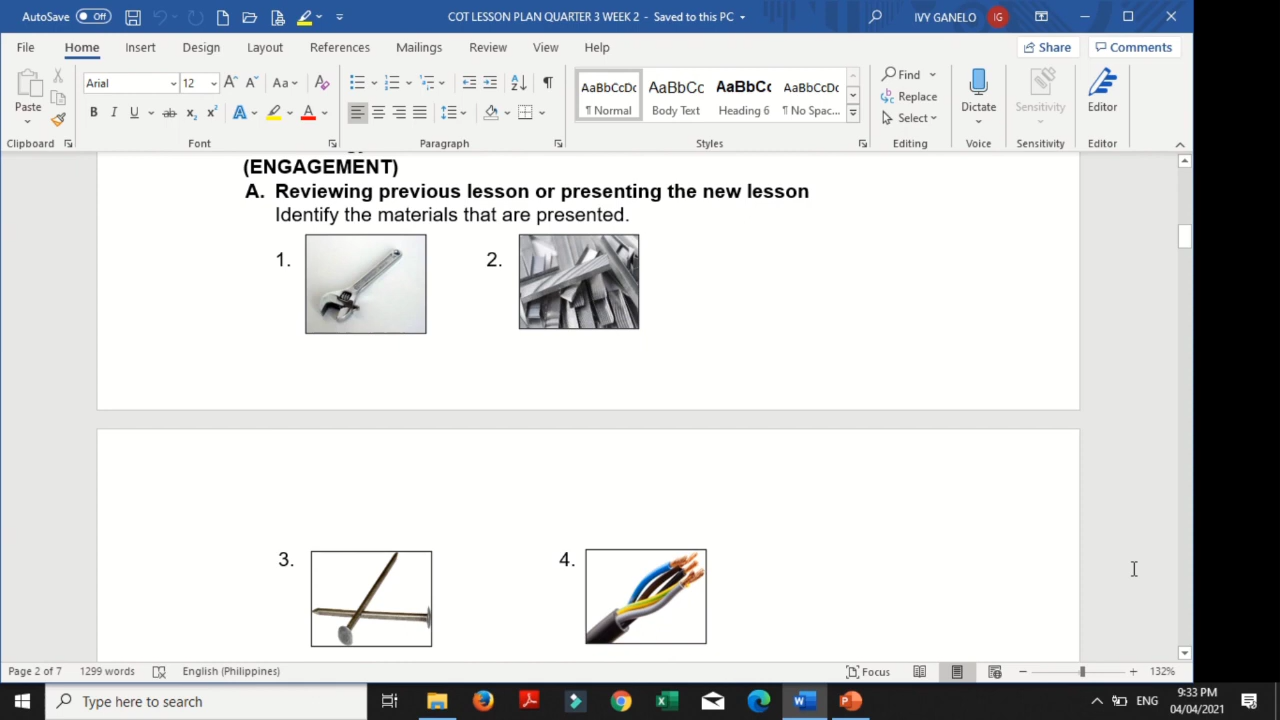 AutoSave Off COT LESSON PLAN QUARTER 3 WEEK 2 - Saved to this PC IVY GANELO IG
File Home Insert Design Layout References Mailings Review View Help Share Comments
Paste Arial 12 Aa AaBbCcDc AaBbCc AaBbCc AaBbCcDc Find Replace Select Dictate Sensitivity Editor
¶ Normal Body Text Heading 6 ¶ No Spac...
Clipboard Font Paragraph Styles Editing Voice Sensitivity Editor
(ENGAGEMENT)
A. Reviewing previous lesson or presenting the new lesson
Identify the materials that are presented.
1. 2.
3. 4.
Page 2 of 7 1299 words English (Philippines) Focus 132%
Type here to search ENG 9:33 PM
04/04/2021